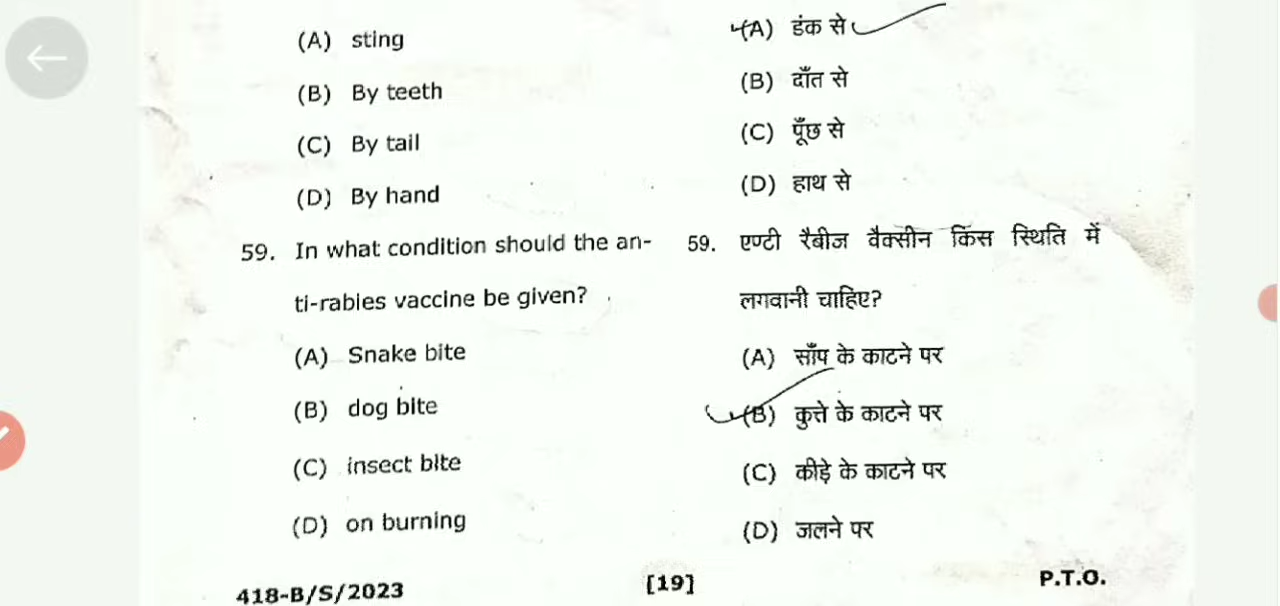 (A) sting
(B) By teeth
(C) By tail
(D) By hand
59. In what condition should the an-
ti-rabies vaccine be given?
(A) Snake bite
(B) dog bite
(C) insect bite
(D) on burning
(A) डंक से
(B) दाँत से
(C) पूँछ से
(D) हाथ से
59. एण्टी रैबीज वैक्सीन किस स्थिति में
लगवानी चाहिए?
(A) साँप के काटने पर
(B) कुत्ते के काटने पर
(C) कीड़े के काटने पर
(D) जलने पर
418-B/S/2023
[19]
P.T.O.